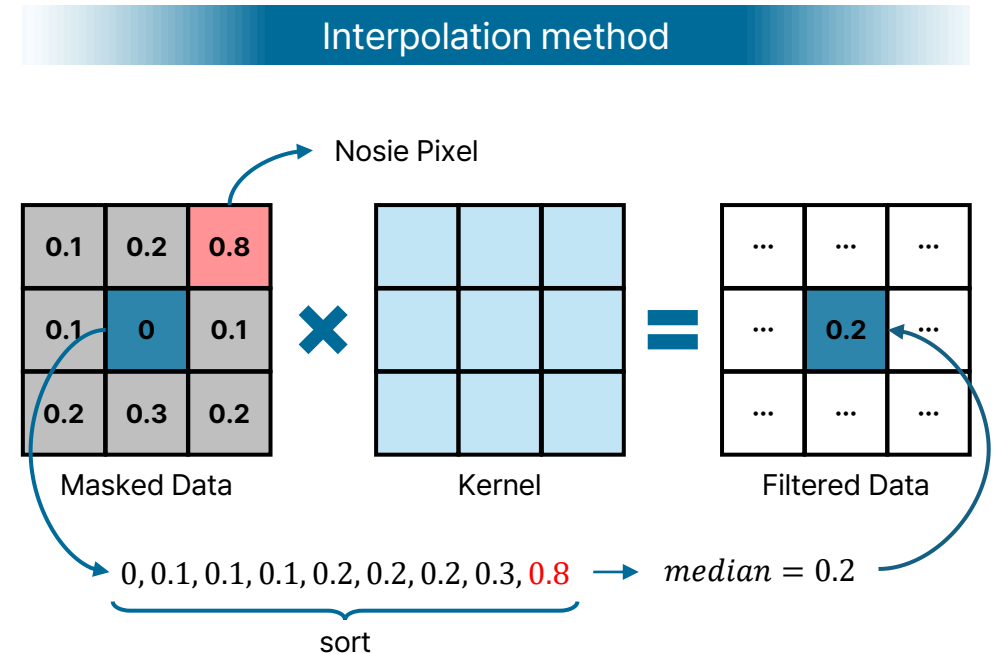 Interpolation method
Nosie Pixel
0.1 0.2 0.8
0.1 0 0.1
0.2 0.3 0.2
... ... ...
... 0.2 ...
... ... ...
Masked Data
Kernel
Filtered Data
0, 0.1, 0.1, 0.1, 0.2, 0.2, 0.2, 0.3, 0.8
median = 0.2
sort